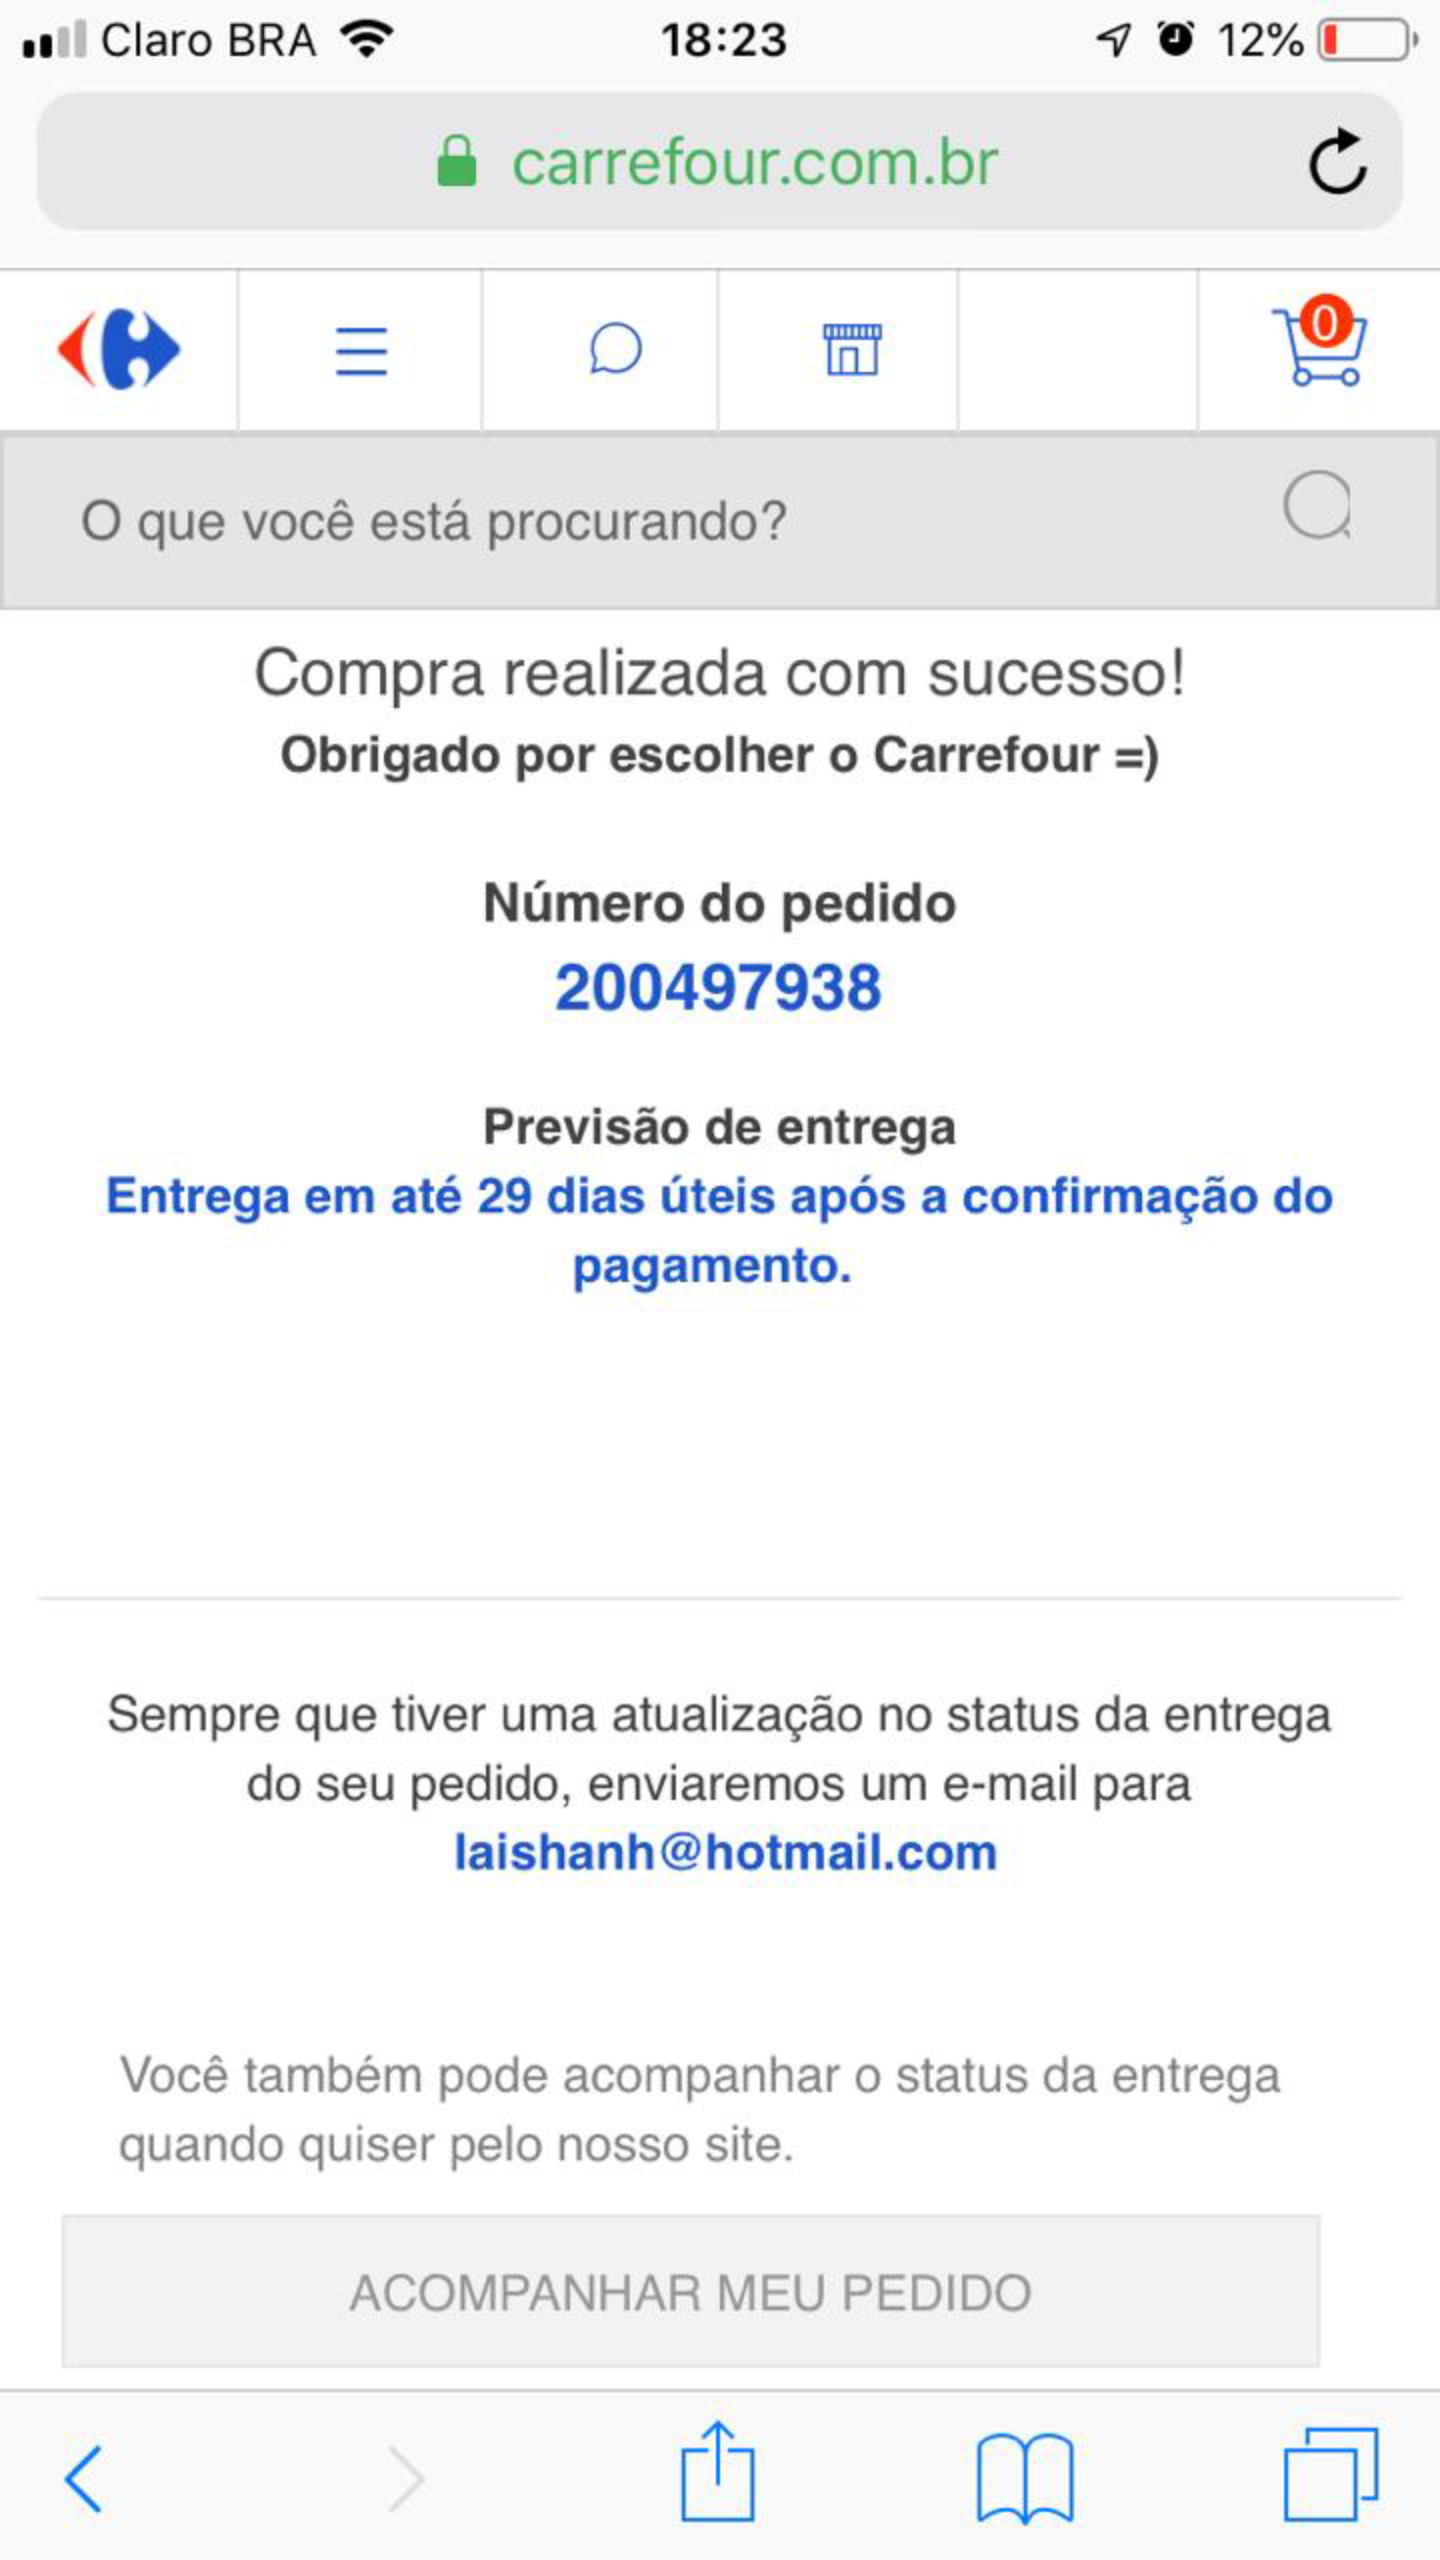 Claro BRA 18:23 12%
carrefour.com.br
0
O que você está procurando?
Compra realizada com sucesso!
Obrigado por escolher o Carrefour =)
Número do pedido
200497938
Previsão de entrega
Entrega em até 29 dias úteis após a confirmação do
pagamento.
Sempre que tiver uma atualização no status da entrega
do seu pedido, enviaremos um e-mail para
laishanh@hotmail.com
Você também pode acompanhar o status da entrega
quando quiser pelo nosso site.
ACOMPANHAR MEU PEDIDO